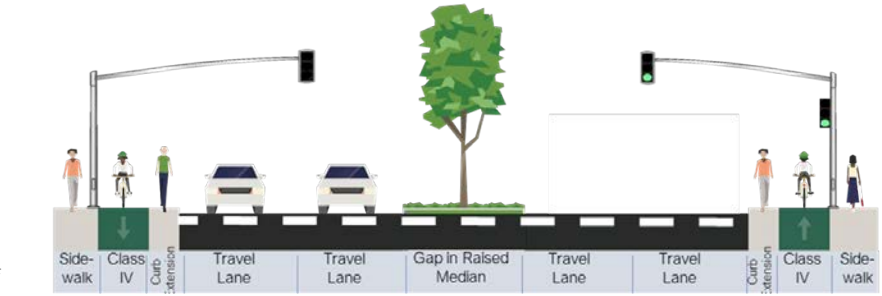 Side-
walk
Class
IV
Curb
Extension
Travel
Lane
Travel
Lane
Gap in Raised
Median
Travel
Lane
Travel
Lane
Curb
Extension
Class
IV
Side-
walk